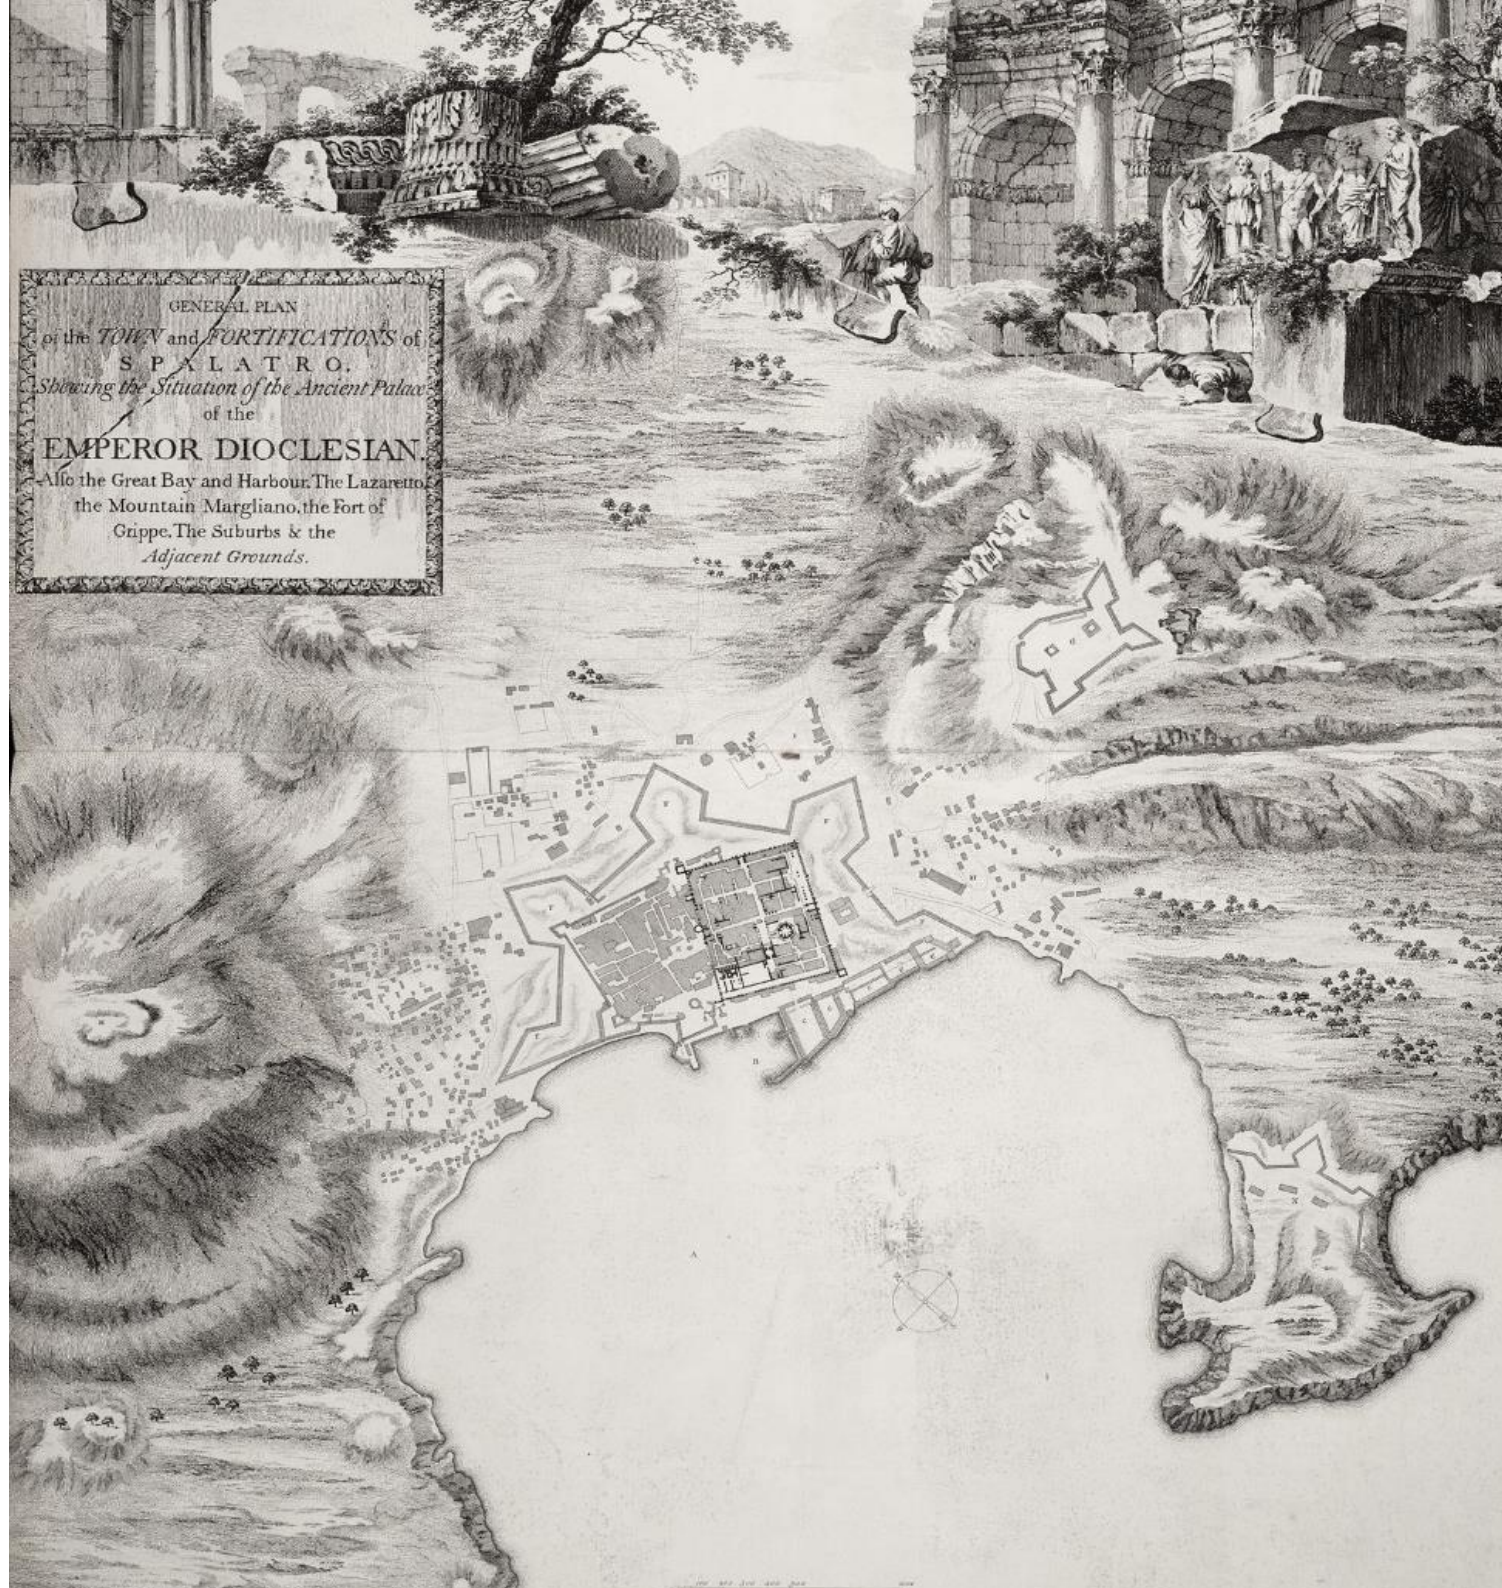 GENERAL PLAN
of the TOWN and FORTIFICATIONS of
SPALATRO.
Shewing the Situation of the Ancient Palace
of the
EMPEROR DIOCLESIAN.
Also the Great Bay and Harbour. The Lazaretto,
the Mountain Margliano, the Fort of
Grippe, The Suburbs & the
Adjacent Grounds.
A
B